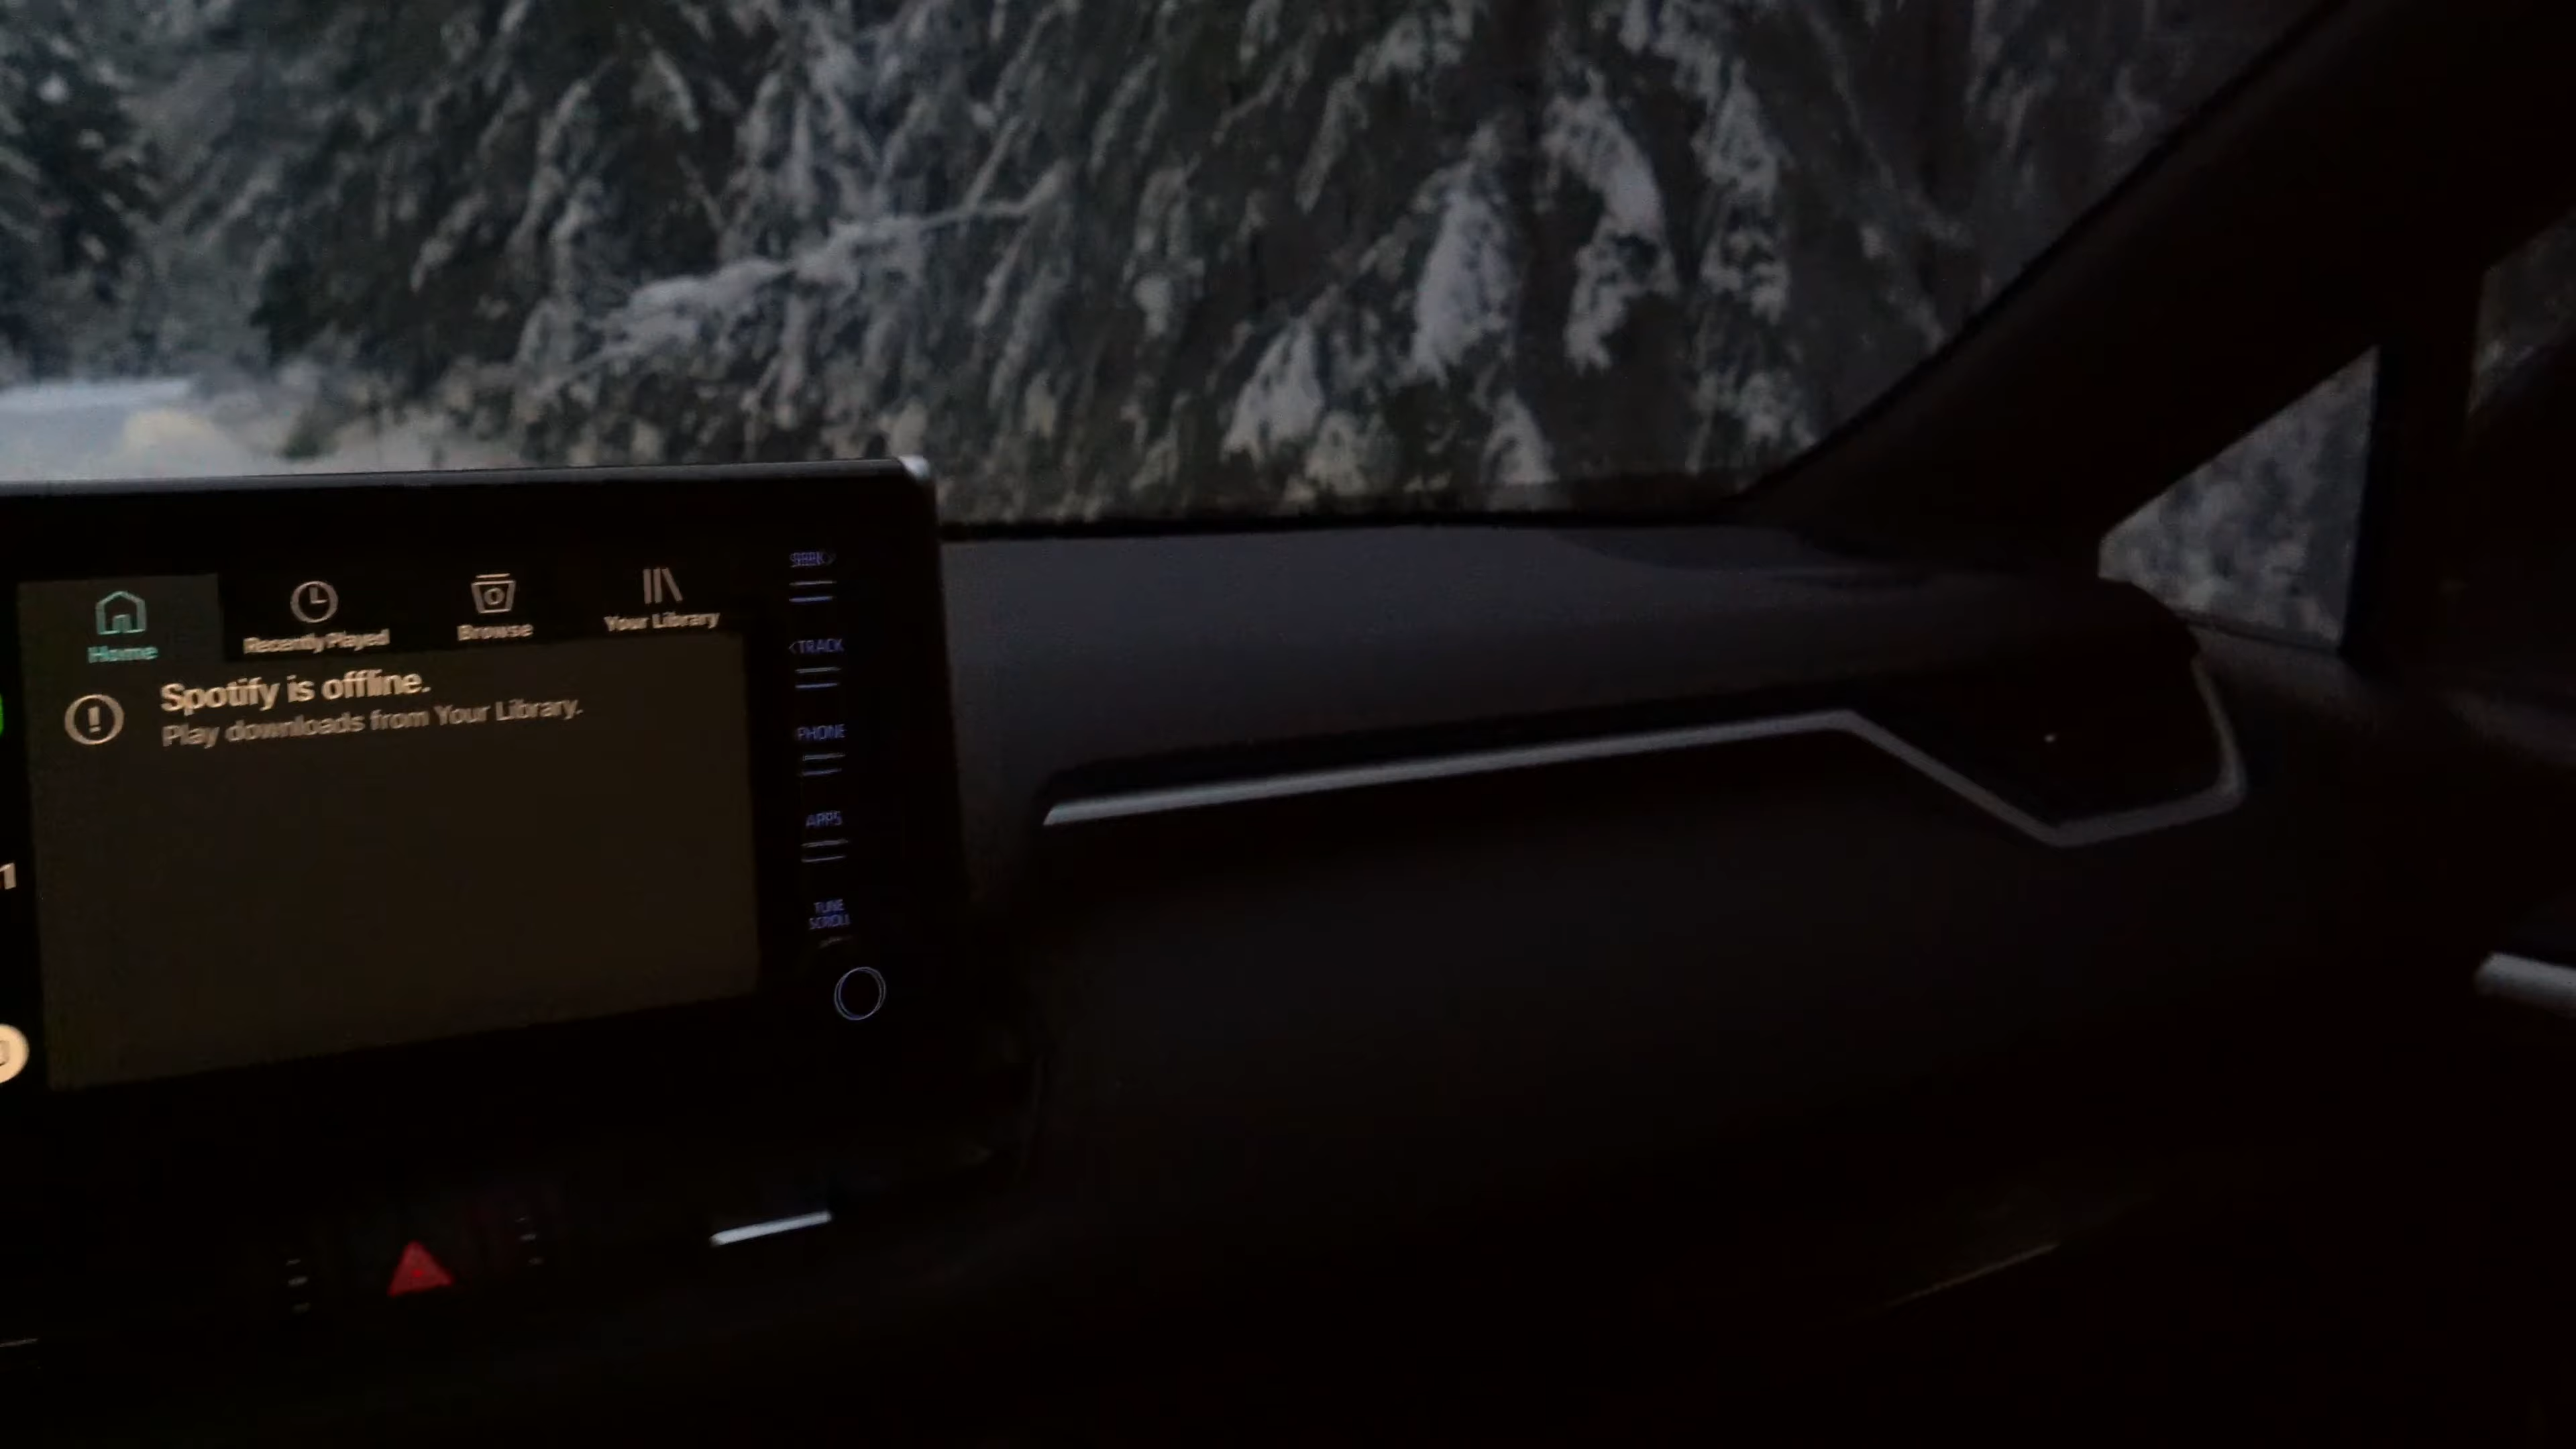 Home
Recently Played
Browse
Your Library
Spotify is offline.
Play downloads from Your Library.
SEEK>
<TRACK
PHONE
APPS
TUNE
SCROLL
1